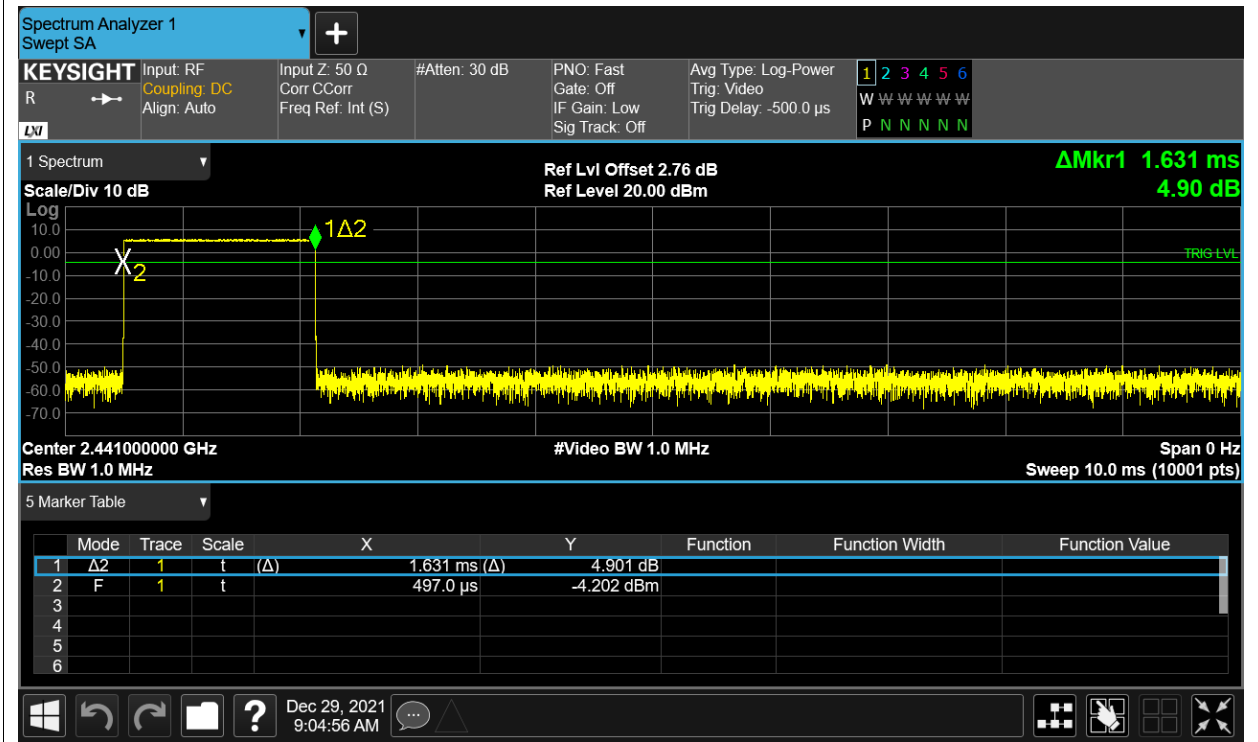 Spectrum Analyzer 1
Swept SA
KEYSIGHT
R
LXI
Input: RF
Coupling: DC
Align: Auto
Input Z: 50 Ω
Corr CCorr
Freq Ref: Int (S)
#Atten: 30 dB
PNO: Fast
Gate: Off
IF Gain: Low
Sig Track: Off
Avg Type: Log-Power
Trig: Video
Trig Delay: -500.0 µs
1 2 3 4 5 6
W W W W W W
P N N N N N
1 Spectrum
Scale/Div 10 dB
Ref Lvl Offset 2.76 dB
Ref Level 20.00 dBm
ΔMkr1 1.631 ms
4.90 dB
Log
10.0
0.00
-10.0
-20.0
-30.0
-40.0
-50.0
-60.0
-70.0
1Δ2
2
TRIG LVL
Center 2.441000000 GHz
#Video BW 1.0 MHz
Span 0 Hz
Res BW 1.0 MHz
Sweep 10.0 ms (10001 pts)
5 Marker Table
Mode Trace Scale X Y Function Function Width Function Value
1 Δ2 1 t (Δ) 1.631 ms (Δ) 4.901 dB
2 F 1 t 497.0 µs -4.202 dBm
3
4
5
6
?
Dec 29, 2021
9:04:56 AM